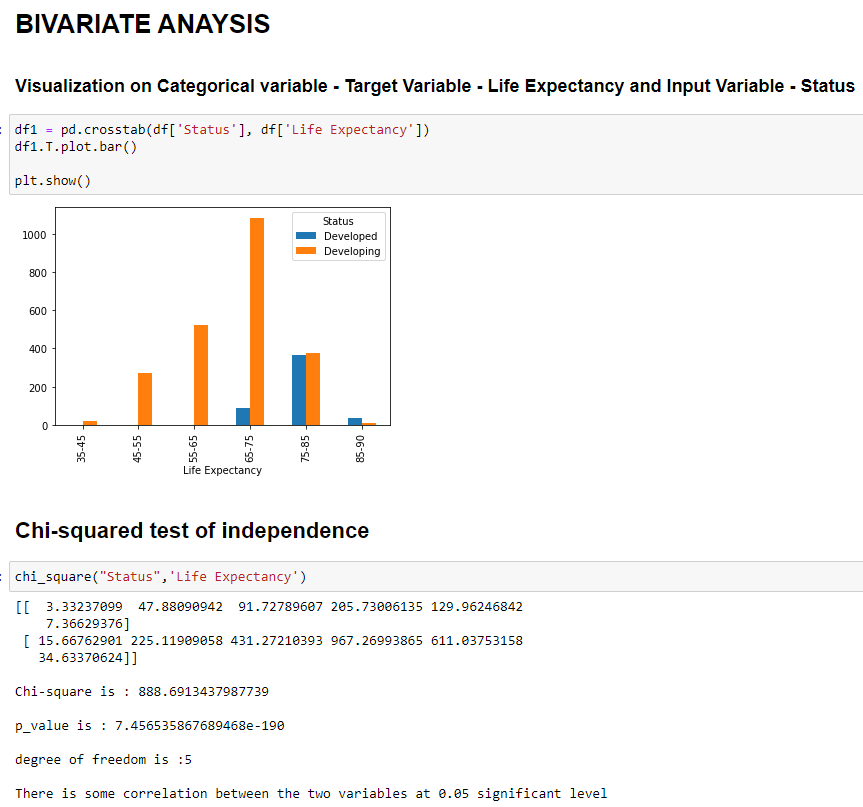 BIVARIATE ANAYSIS
Visualization on Categorical variable - Target Variable - Life Expectancy and Input Variable - Status
: df1 = pd.crosstab(df['Status'], df['Life Expectancy'])
df1.T.plot.bar()
plt.show()
Status
Developed
Developing
1000
800
600
400
200
0
35-45
45-55
55-65
65-75
75-85
85-90
Life Expectancy
Chi-squared test of independence
: chi_square("Status",'Life Expectancy')
[[ 3.33237099 47.88090942 91.72789607 205.73006135 129.96246842
7.36629376]
[ 15.66762901 225.11909058 431.27210393 967.26993865 611.03753158
34.63370624]]
Chi-square is : 888.6913437987739
p_value is : 7.456535867689468e-190
degree of freedom is :5
There is some correlation between the two variables at 0.05 significant level